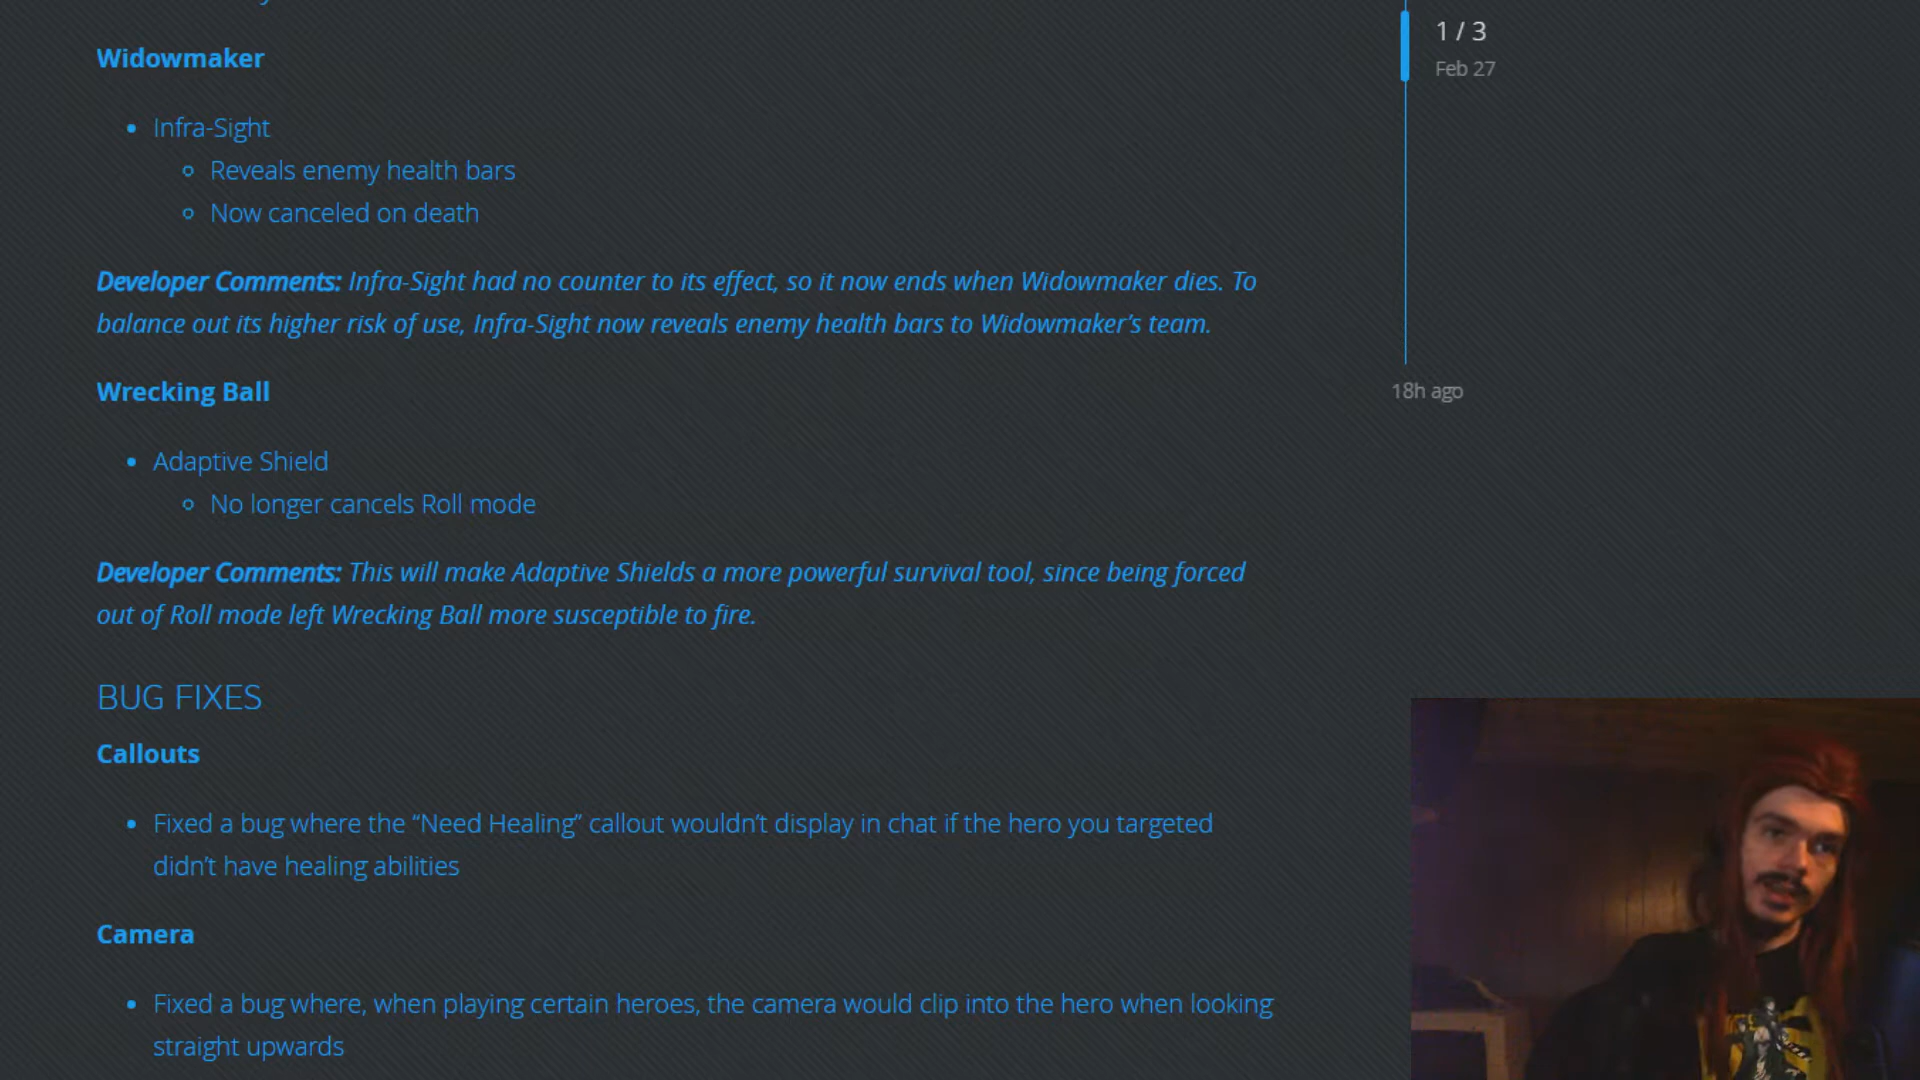 Widowmaker
Infra-Sight
Reveals enemy health bars
Now canceled on death
Developer Comments: Infra-Sight had no counter to its effect, so it now ends when Widowmaker dies. To
balance out its higher risk of use, Infra-Sight now reveals enemy health bars to Widowmaker’s team.
Wrecking Ball
Adaptive Shield
No longer cancels Roll mode
Developer Comments: This will make Adaptive Shields a more powerful survival tool, since being forced
out of Roll mode left Wrecking Ball more susceptible to fire.
BUG FIXES
Callouts
Fixed a bug where the “Need Healing” callout wouldn’t display in chat if the hero you targeted
didn’t have healing abilities
Camera
Fixed a bug where, when playing certain heroes, the camera would clip into the hero when looking
straight upwards
1 / 3
Feb 27
18h ago